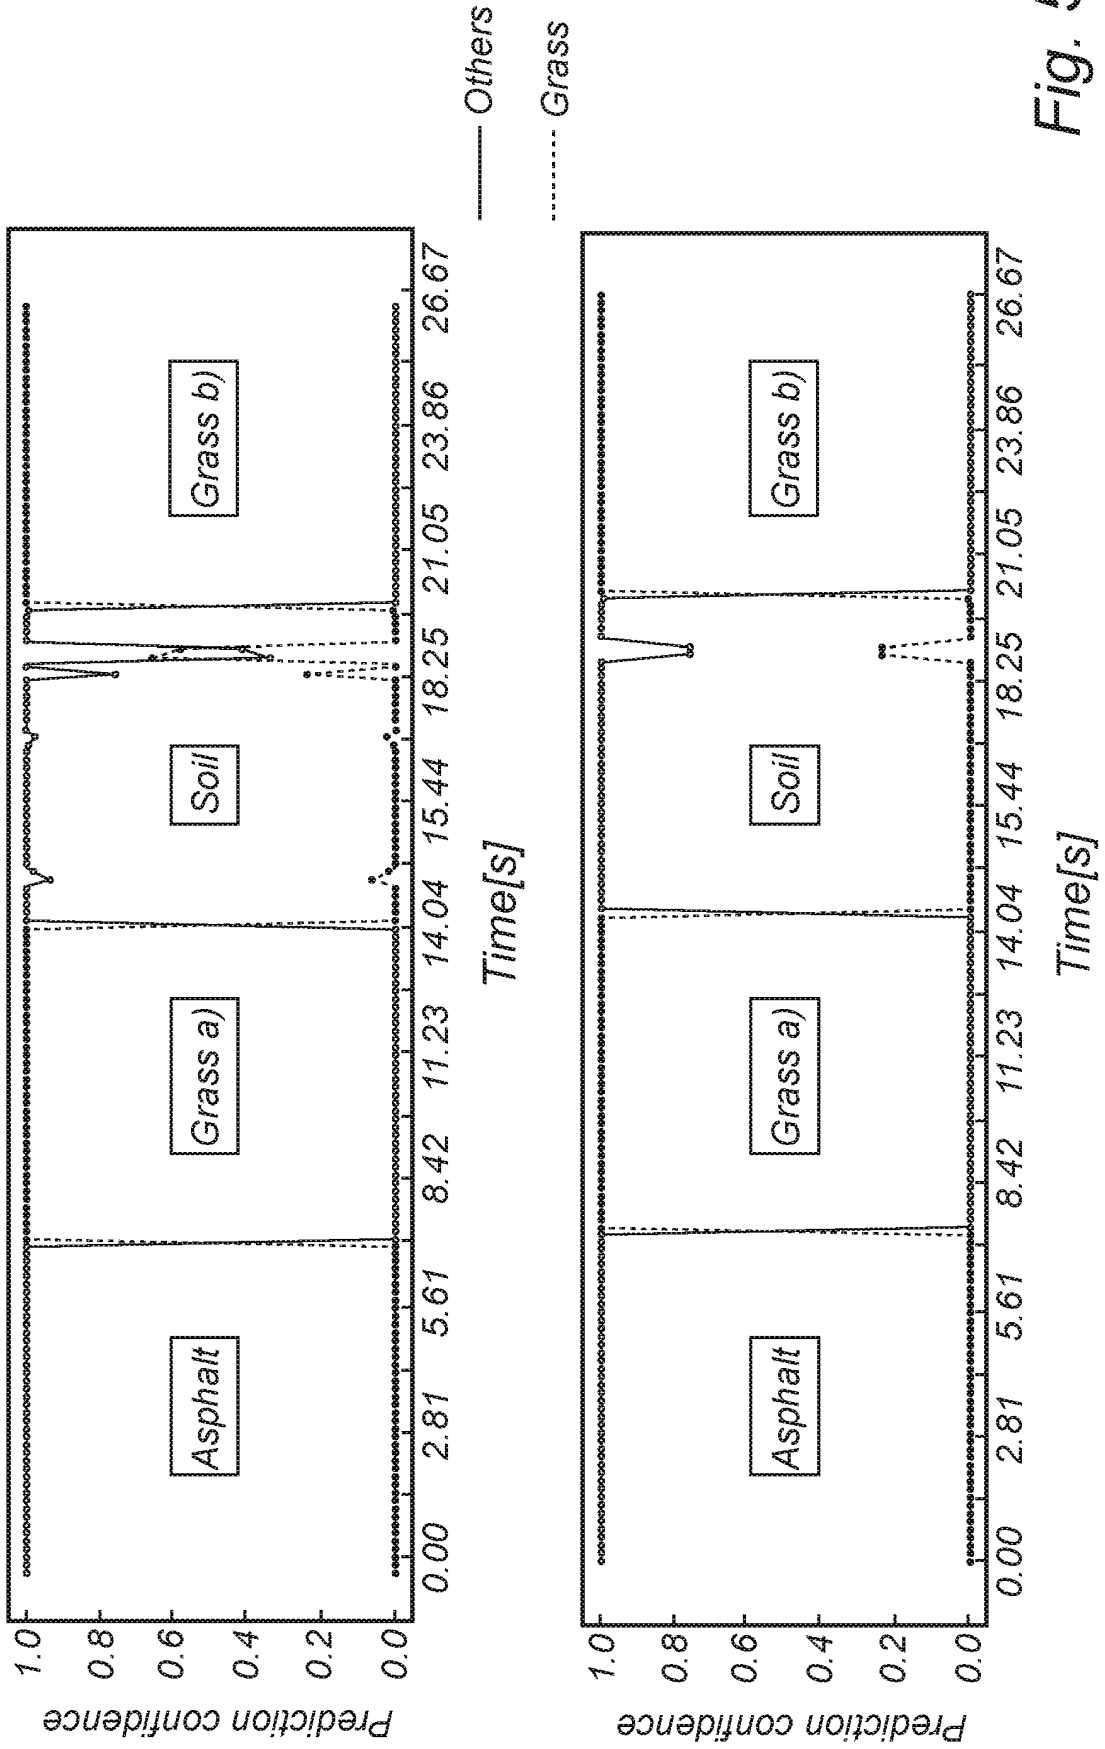 Prediction confidence
1.0
0.8
0.6
0.4
0.2
0.0
Asphalt
Grass a)
Soil
Grass b)
0.00 2.81 5.61 8.42 11.23 14.04 15.44 18.25 21.05 23.86 26.67
Time[s]
Others
Grass
Prediction confidence
1.0
0.8
0.6
0.4
0.2
0.0
Asphalt
Grass a)
Soil
Grass b)
0.00 2.81 5.61 8.42 11.23 14.04 15.44 18.25 21.05 23.86 26.67
Time[s]
Fig.